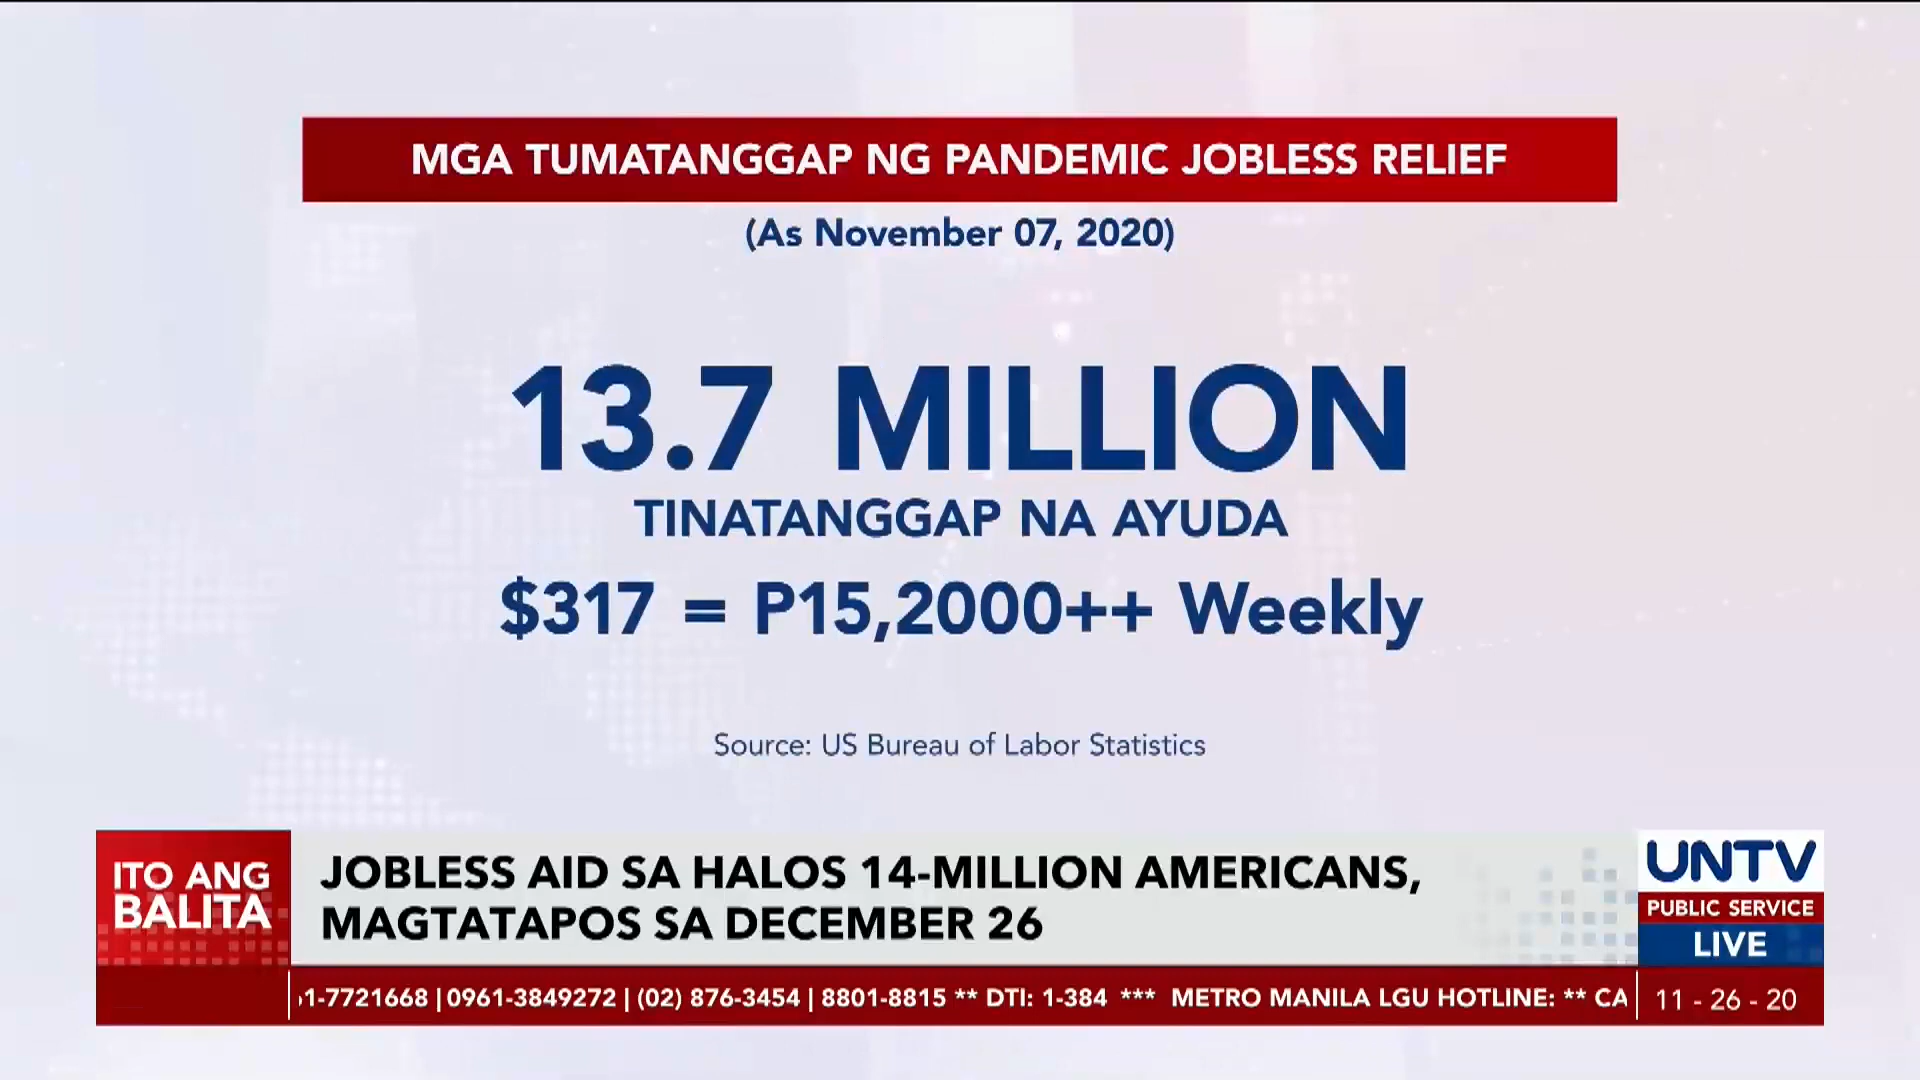 MGA TUMATANGGAP NG PANDEMIC JOBLESS RELIEF
(As November 07, 2020)
13.7 MILLION
TINATANGGAP NA AYUDA
$317 = P15,2000++ Weekly
Source: US Bureau of Labor Statistics
ITO ANG
BALITA
JOBLESS AID SA HALOS 14-MILLION AMERICANS,
MAGTATAPOS SA DECEMBER 26
UNTV
PUBLIC SERVICE
LIVE
1-7721668 | 0961-3849272 | (02) 876-3454 | 8801-8815 ** DTI: 1-384 *** METRO MANILA LGU HOTLINE: ** CA
11 - 26 - 20